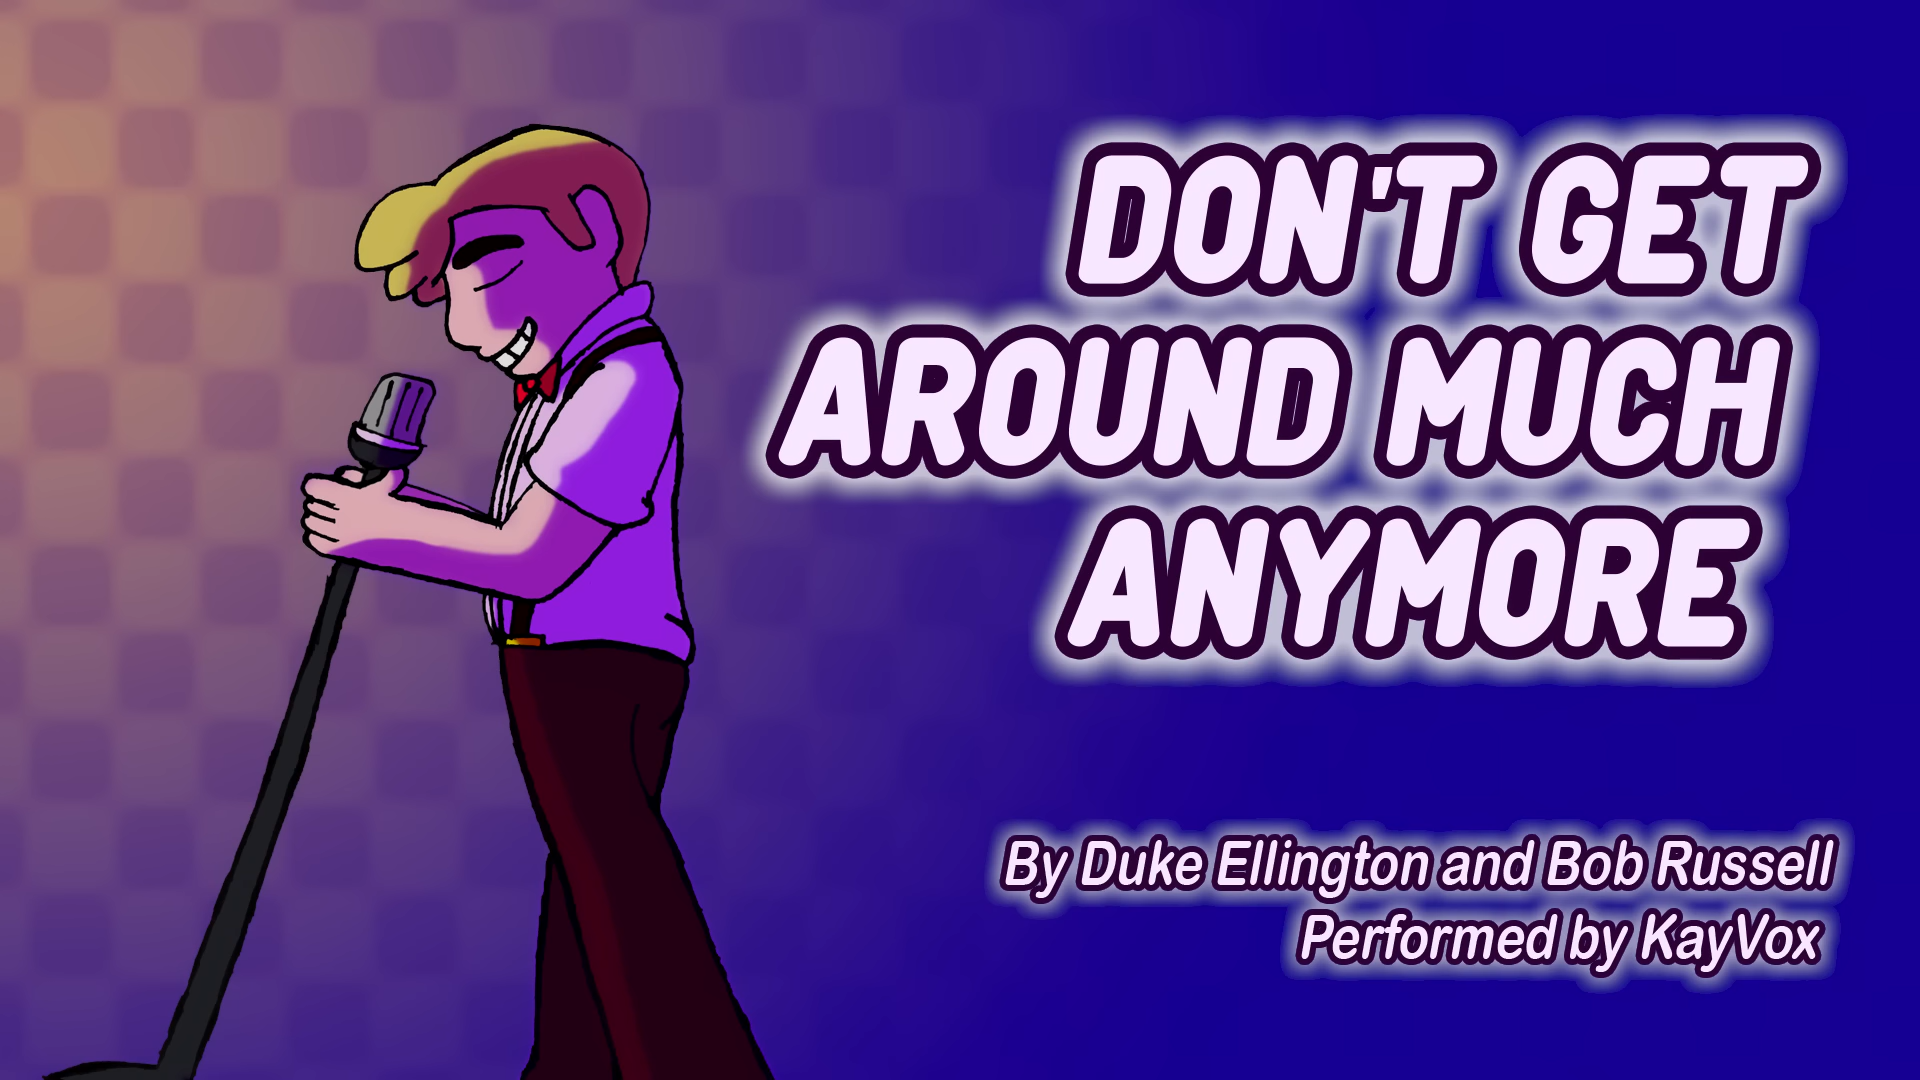 DON'T GET
AROUND MUCH
ANYMORE
By Duke Ellington and Bob Russell
Performed by KayVox